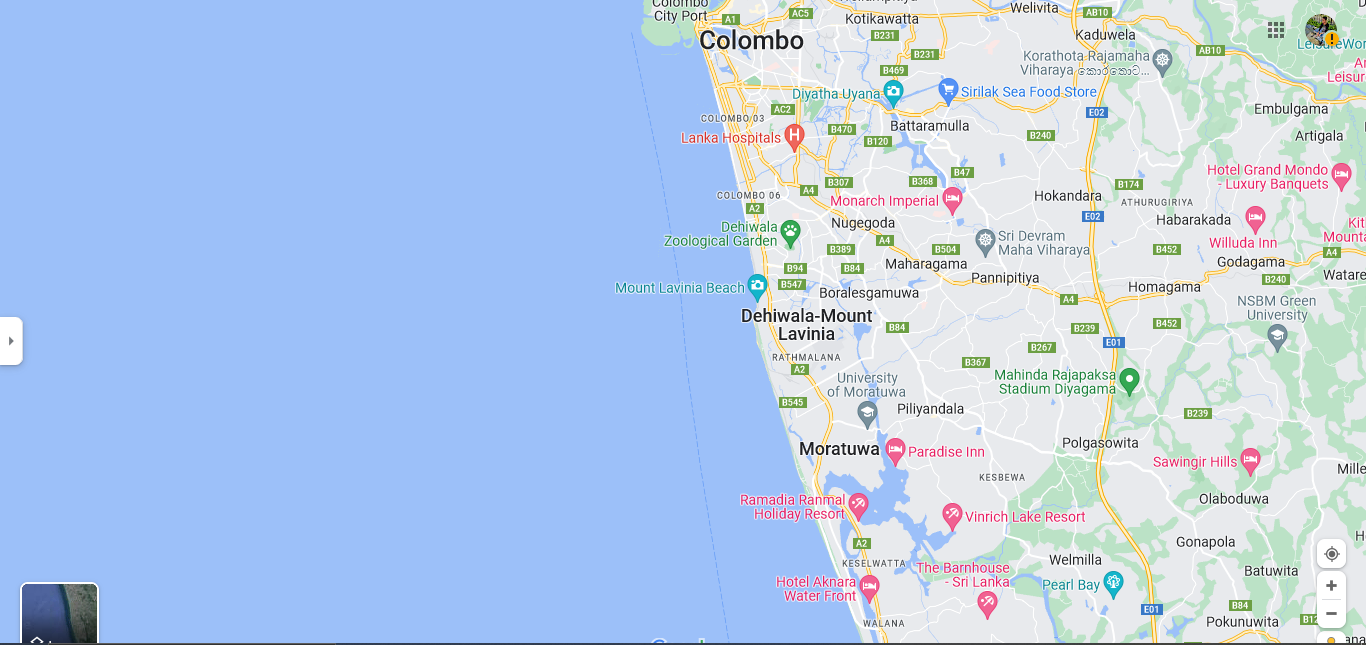 Colombo
City Port
A1
AC5
Kotikawatta
Welivita
AB10
Colombo
B231
B231
Kaduwela
AB10
Korathota Rajamaha
Viharaya කොරතොට...
B469
Diyatha Uyana
Sirilak Sea Food Store
AC2
COLOMBO 03
E02
Embulgama
B470
Battaramulla
Lanka Hospitals
H
B120
B240
Artigala
B47
Hotel Grand Mondo
- Luxury Banquets
B307
B368
B174
A4
COLOMBO 06
Monarch Imperial
Hokandara
ATHURUGIRIYA
A2
E02
Habarakada
Dehiwala
Zoological Garden
Nugegoda
Sri Devram
Maha Viharaya
Willuda Inn
A4
B389
B504
B452
A4
B94
B84
Maharagama
Godagama
B547
Pannipitiya
B240
Mount Lavinia Beach
Boralesgamuwa
A4
Homagama
NSBM Green
University
Dehiwala-Mount
Lavinia
B84
B239
B452
E01
B267
RATHMALANA
A2
B367
University
of Moratuwa
Mahinda Rajapaksa
Stadium Diyagama
B545
Piliyandala
B239
Moratuwa
Paradise Inn
Polgasowita
Sawingir Hills
KESBEWA
Olaboduwa
Ramadia Ranmal
Holiday Resort
Vinrich Lake Resort
A2
Gonapola
KESELWATTA
Welmilla
Batuwita
The Barnhouse
- Sri Lanka
Hotel Aknara
Water Front
Pearl Bay
E01
B84
WALANA
Pokunuwita